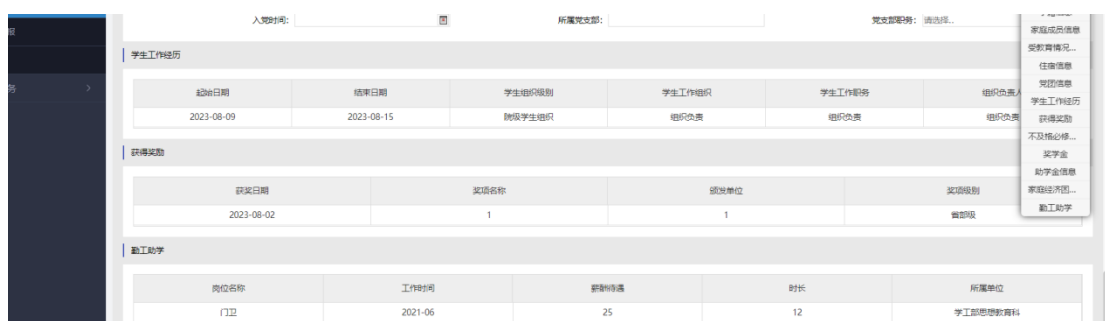 入党时间:
所属党支部:
党支部职务: 请选择...
家庭成员信息
受教育情况...
住宿信息
党团信息
学生工作经历
获得奖励
不及格必修...
奖学金
助学金信息
家庭经济困...
勤工助学
报
务
学生工作经历
起始日期 结束日期 学生组织级别 学生工作组织 学生工作职务 组织负责人
2023-08-09 2023-08-15 院级学生组织 组织负责 组织负责 组织负责
获得奖励
获奖日期 奖项名称 颁发单位 奖项级别
2023-08-02 1 1 省部级
勤工助学
岗位名称 工作时间 薪酬待遇 时长 所属单位
门卫 2021-06 25 12 学工部思想教育科